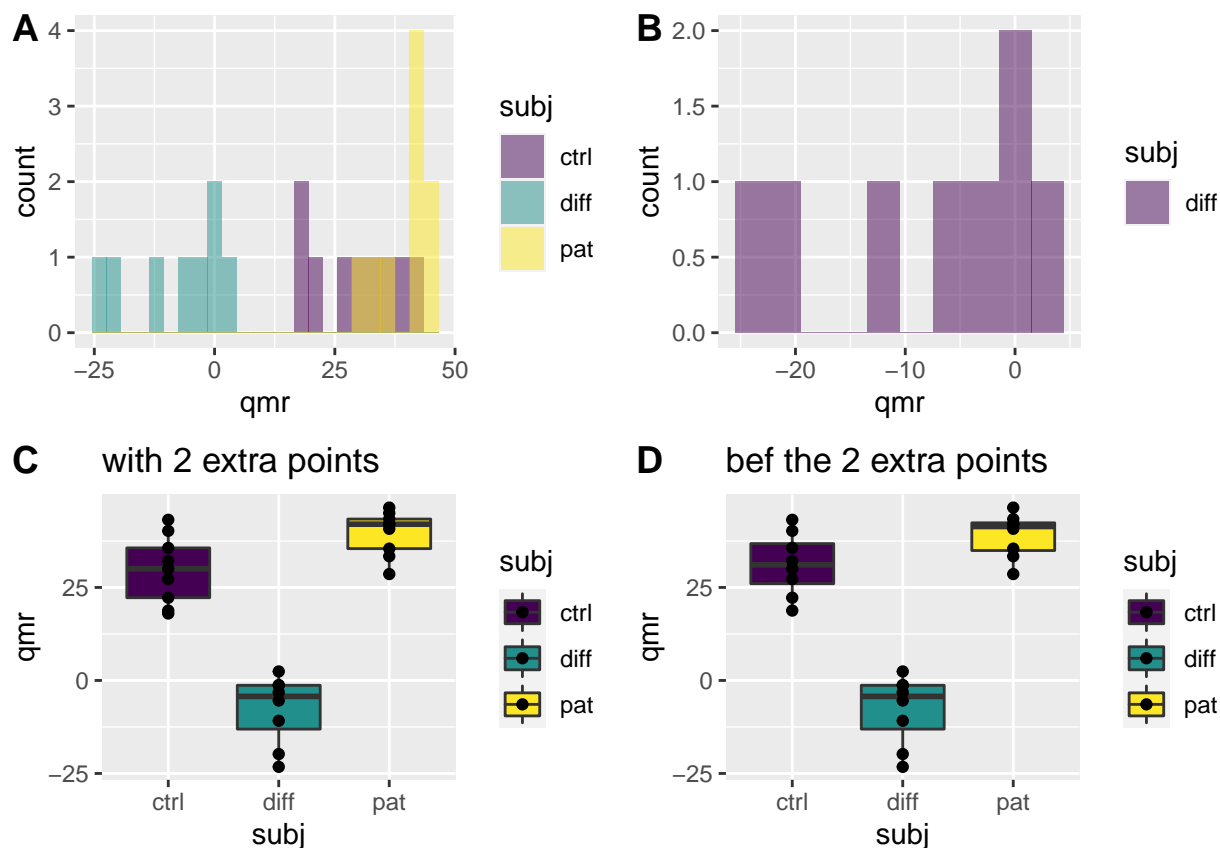 A
count
4
3
2
1
0
−25
0
25
50
qmr
subj
ctrl
diff
pat
B
count
2.0
1.5
1.0
0.5
0.0
−20
−10
0
qmr
subj
diff
C
with 2 extra points
qmr
25
0
−25
ctrl
diff
pat
subj
subj
ctrl
diff
pat
D
bef the 2 extra points
qmr
25
0
−25
ctrl
diff
pat
subj
subj
ctrl
diff
pat